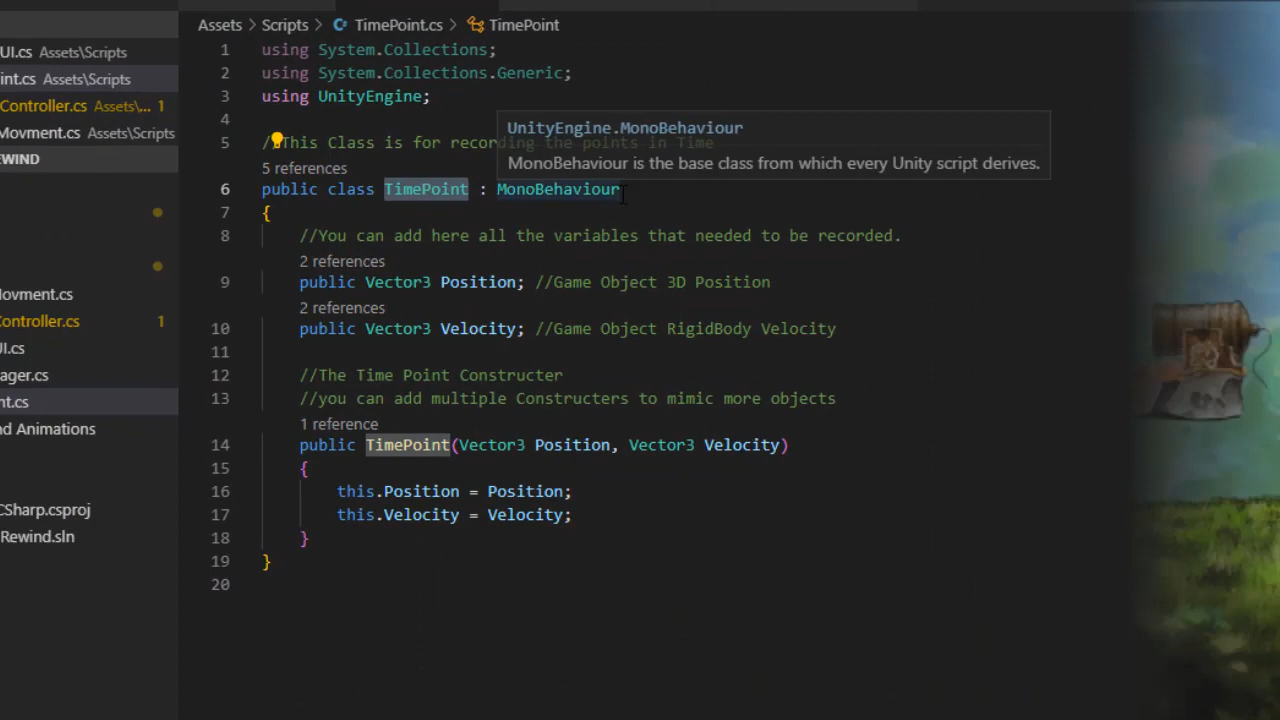 Assets > Scripts > TimePoint.cs > TimePoint
UI.cs Assets\Scripts
int.cs Assets\Scripts
Controller.cs Assets\... 1
Movment.cs Assets\Scripts
EWIND
Movment.cs
Controller.cs 1
UI.cs
ager.cs
nt.cs
nd Animations
CSharp.csproj
Rewind.sln
1 using System.Collections;
2 using System.Collections.Generic;
3 using UnityEngine;
4
UnityEngine.MonoBehaviour
MonoBehaviour is the base class from which every Unity script derives.
5 //This Class is for recording the points in Time
5 references
6 public class TimePoint : MonoBehaviour
7 {
8 //You can add here all the variables that needed to be recorded.
2 references
9 public Vector3 Position; //Game Object 3D Position
2 references
10 public Vector3 Velocity; //Game Object RigidBody Velocity
11
12 //The Time Point Constructer
13 //you can add multiple Constructers to mimic more objects
1 reference
14 public TimePoint(Vector3 Position, Vector3 Velocity)
15 {
16 this.Position = Position;
17 this.Velocity = Velocity;
18 }
19 }
20